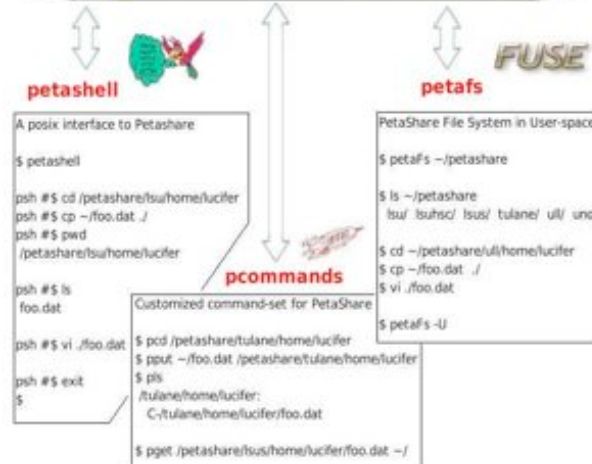 petashell
A posix interface to Petashare
$ petashell
psh #$ cd /petashare/lsu/home/lucifer
psh #$ cp ~/foo.dat ./
psh #$ pwd
/petashare/lsu/home/lucifer
psh #$ ls
foo.dat
psh #$ vi ./foo.dat
psh #$ exit
$
pcommands
Customized command-set for PetaShare
$ pcd /petashare/tulane/home/lucifer
$ pput ~/foo.dat /petashare/tulane/home/lucifer
$ pls
/tulane/home/lucifer:
C-/tulane/home/lucifer/foo.dat
$ pget /petashare/lsus/home/lucifer/foo.dat ~/
FUSE
petafs
PetaShare File System in User-space
$ petaFs ~/petashare
$ ls ~/petashare
lsu/ lsuhsc/ lsus/ tulane/ ull/ uno
$ cd ~/petashare/ull/home/lucifer
$ cp ~/foo.dat ./
$ vi ./foo.dat
$ petaFs -U